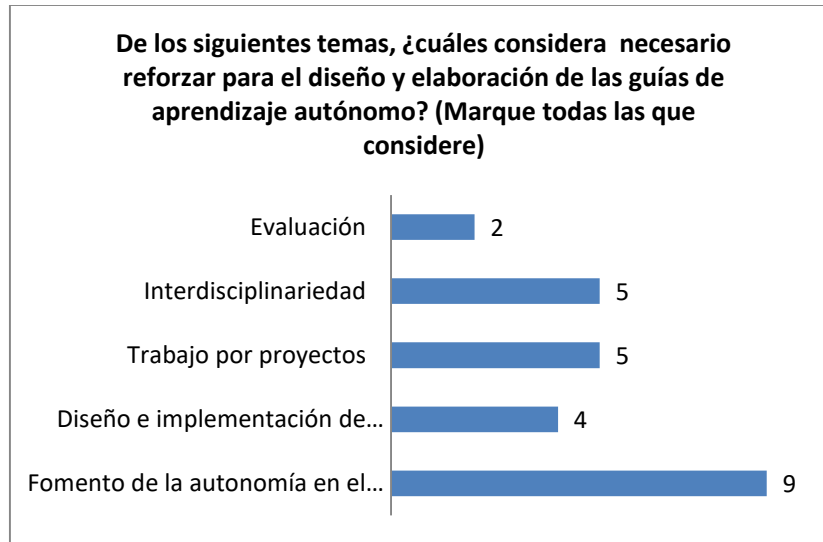 De los siguientes temas, ¿cuáles considera  necesario
reforzar para el diseño y elaboración de las guías de
aprendizaje autónomo? (Marque todas las que
considere)
Evaluación 2
Interdisciplinariedad 5
Trabajo por proyectos 5
Diseño e implementación de… 4
Fomento de la autonomía en el… 9